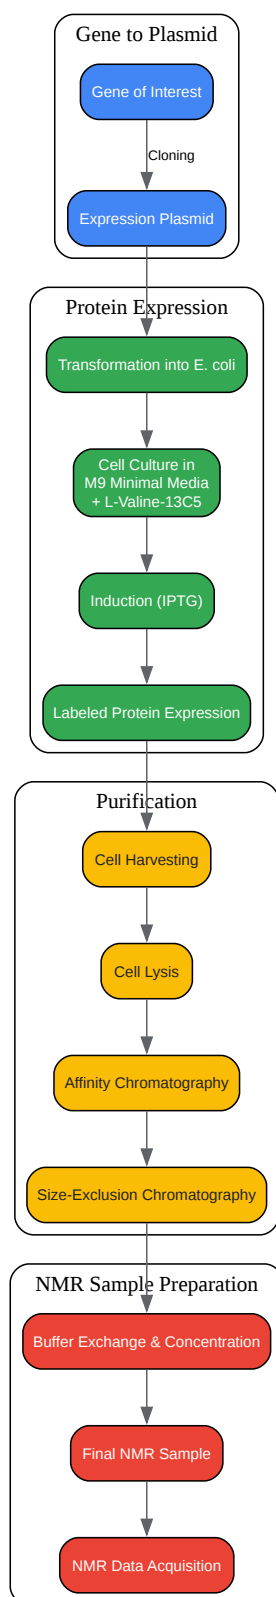 Gene to Plasmid
Gene of Interest
Cloning
Expression Plasmid
Protein Expression
Transformation into E. coli
Cell Culture in
M9 Minimal Media
+ L-Valine-13C5
Induction (IPTG)
Labeled Protein Expression
Purification
Cell Harvesting
Cell Lysis
Affinity Chromatography
Size-Exclusion Chromatography
NMR Sample Preparation
Buffer Exchange & Concentration
Final NMR Sample
NMR Data Acquisition